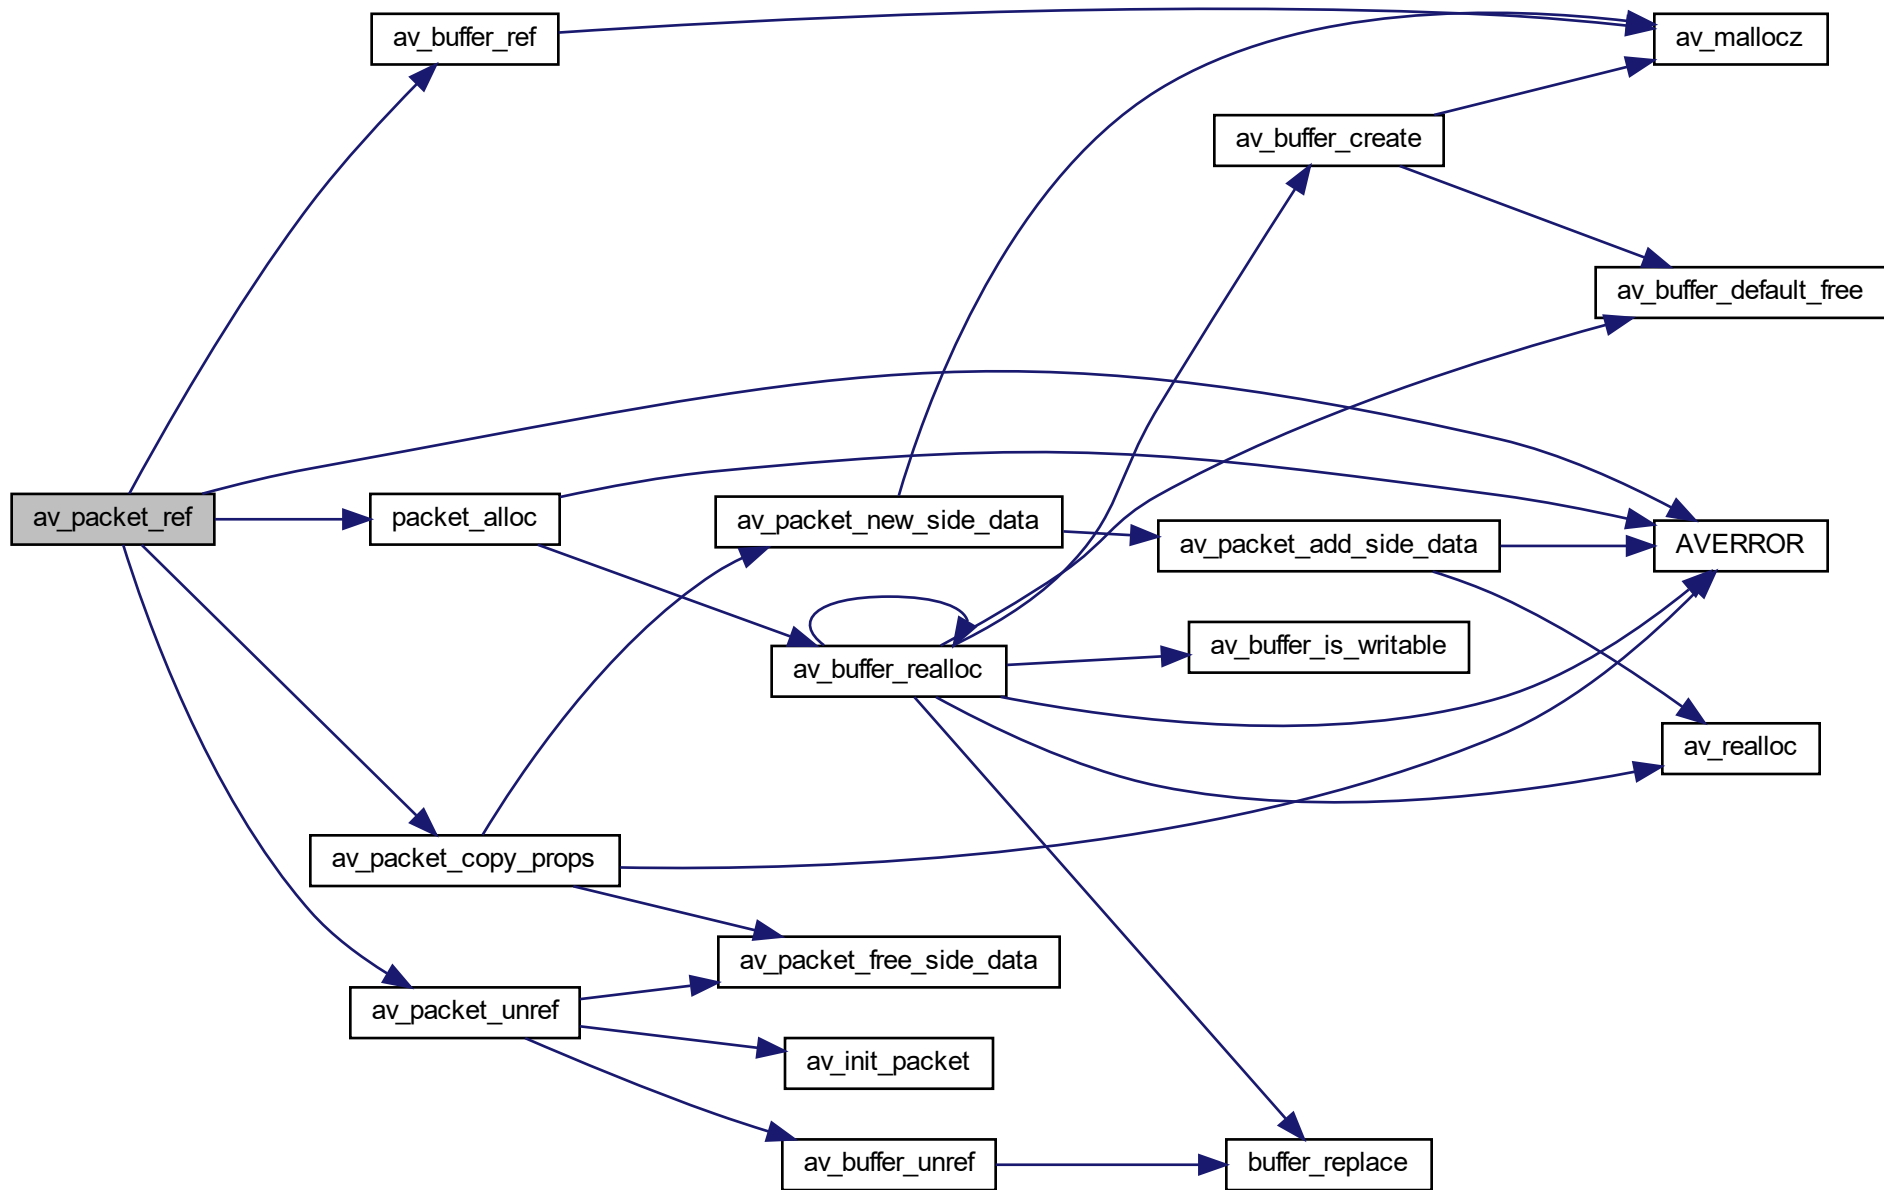 av_buffer_ref
av_mallocz
av_buffer_create
av_buffer_default_free
av_packet_ref
packet_alloc
av_packet_new_side_data
av_packet_add_side_data
AVERROR
av_buffer_is_writable
av_buffer_realloc
av_realloc
av_packet_copy_props
av_packet_free_side_data
av_packet_unref
av_init_packet
av_buffer_unref
buffer_replace